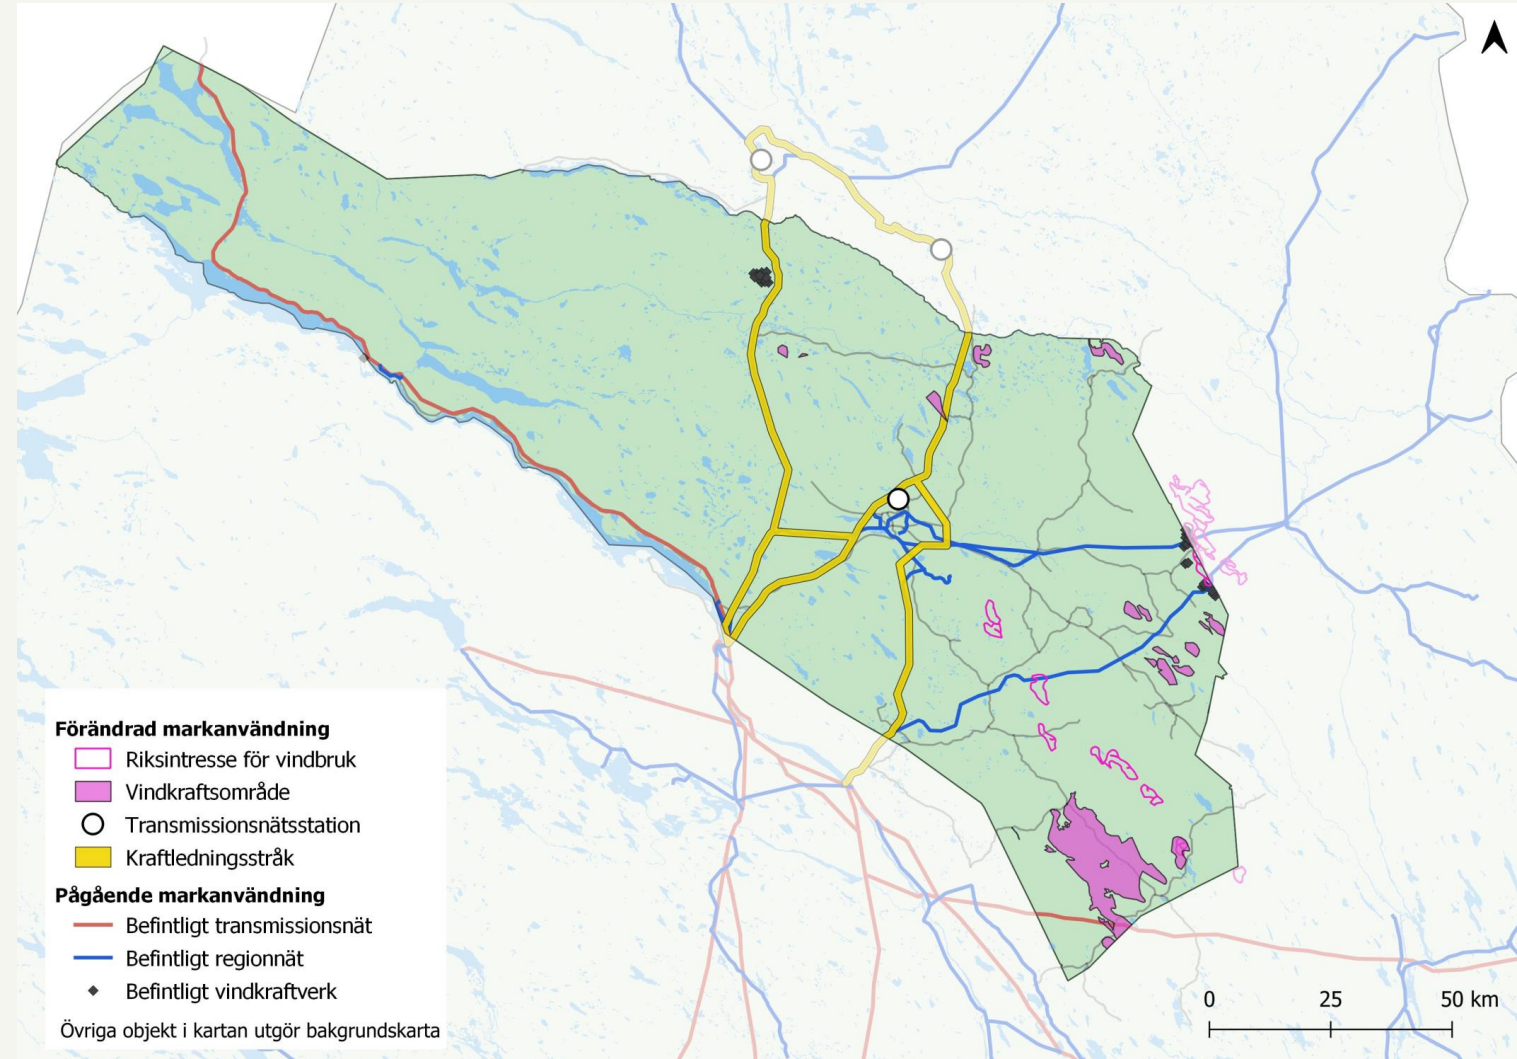 Förändrad markanvändning
Riksintresse för vindbruk
Vindkraftsområde
Transmissionsnätsstation
Kraftledningsstråk
Pågående markanvändning
Befintligt transmissionsnät
Befintligt regionnät
Befintligt vindkraftverk
Övriga objekt i kartan utgör bakgrundskarta
0 25 50 km